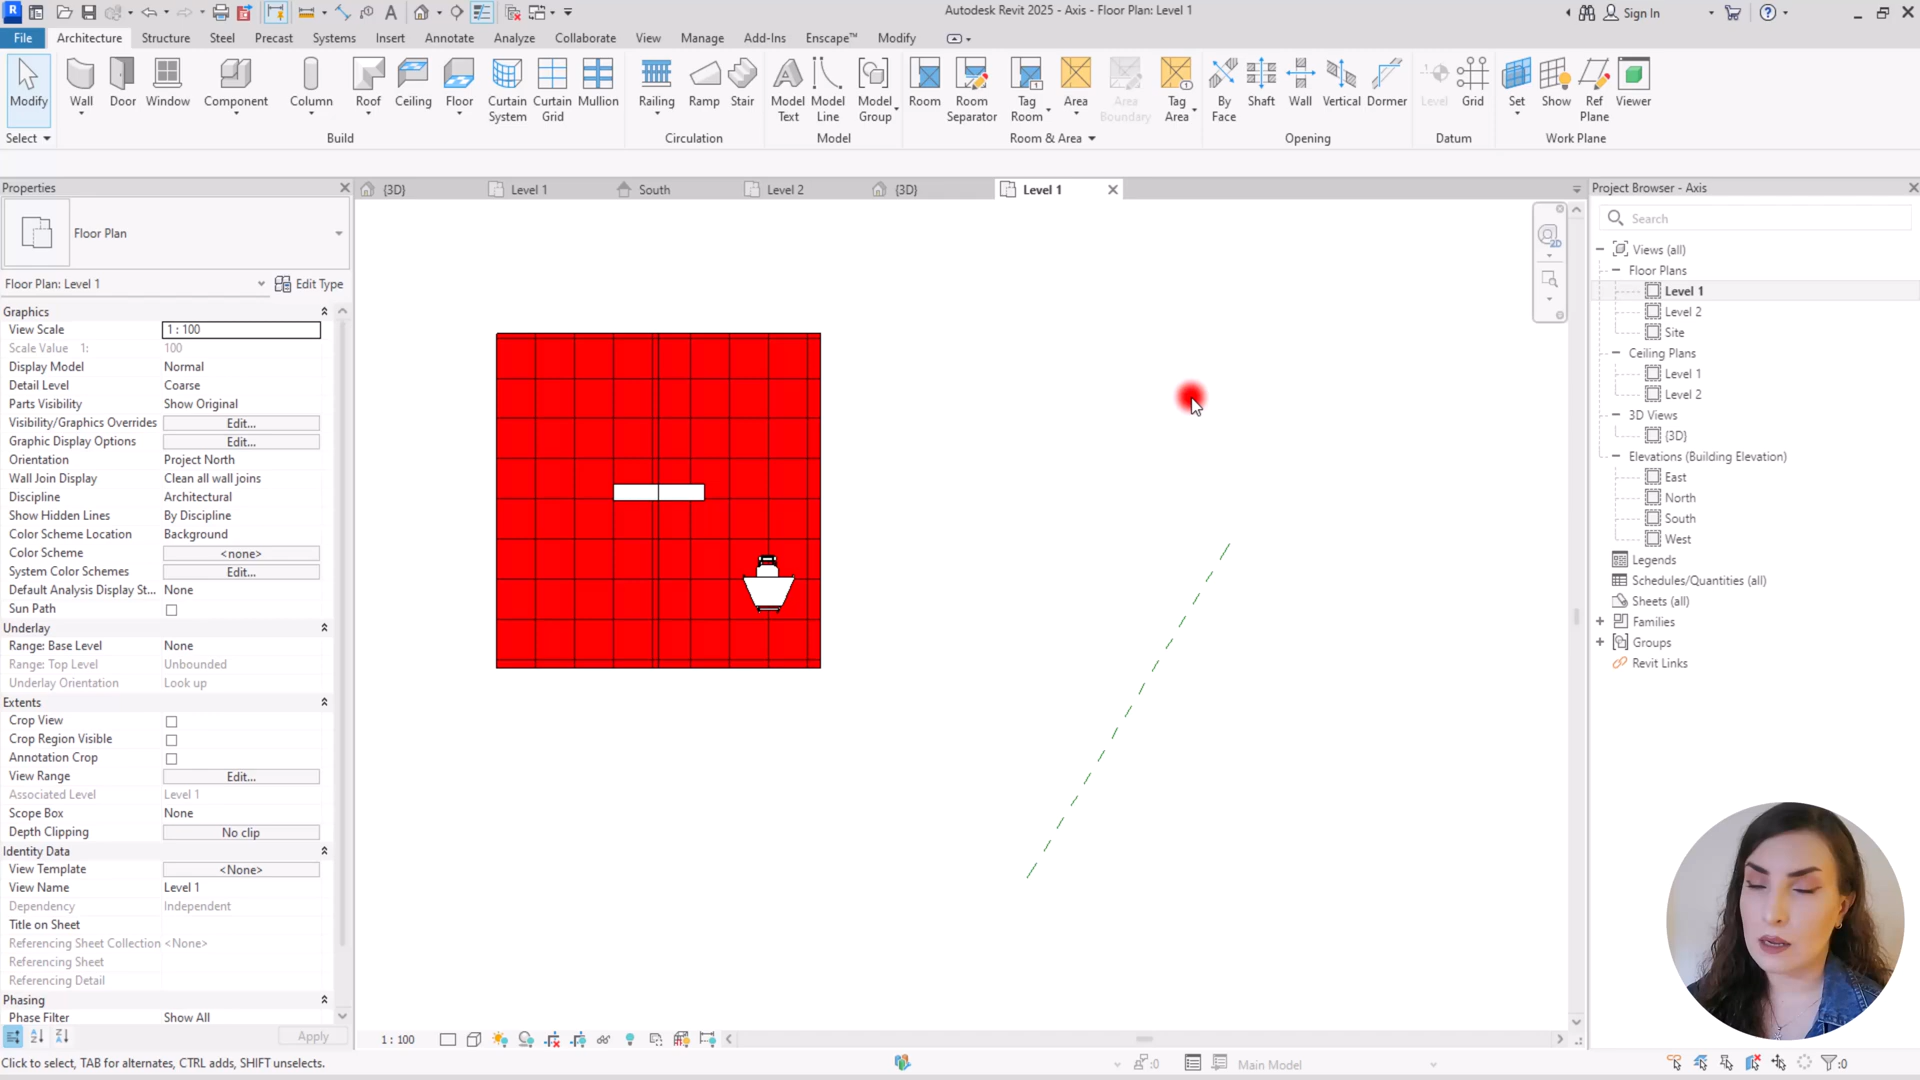 Autodesk Revit 2025 - Axis - Floor Plan: Level 1
Sign In
File
Architecture
Structure
Steel
Precast
Systems
Insert
Annotate
Analyze
Collaborate
View
Manage
Add-Ins
Enscape™
Modify
Modify
Wall
Door
Window
Component
Column
Roof
Ceiling
Floor
Curtain System
Curtain Grid
Mullion
Railing
Ramp
Stair
Model Text
Model Line
Model Group
Room
Room Separator
Tag Room
Area
Area Boundary
Tag Area
By Face
Shaft
Wall
Vertical
Dormer
Level
Grid
Set
Show
Ref Plane
Viewer
Select
Build
Circulation
Model
Room & Area
Opening
Datum
Work Plane
Properties
{3D}
Level 1
South
Level 2
{3D}
Level 1
Project Browser - Axis
Floor Plan
Floor Plan: Level 1
Edit Type
Graphics
View Scale 1 : 100
Scale Value 1: 100
Display Model Normal
Detail Level Coarse
Parts Visibility Show Original
Visibility/Graphics Overrides Edit...
Graphic Display Options Edit...
Orientation Project North
Wall Join Display Clean all wall joins
Discipline Architectural
Show Hidden Lines By Discipline
Color Scheme Location Background
Color Scheme <none>
System Color Schemes Edit...
Default Analysis Display St... None
Sun Path
Underlay
Range: Base Level None
Range: Top Level Unbounded
Underlay Orientation Look up
Extents
Crop View
Crop Region Visible
Annotation Crop
View Range Edit...
Associated Level Level 1
Scope Box None
Depth Clipping No clip
Identity Data
View Template <None>
View Name Level 1
Dependency Independent
Title on Sheet
Referencing Sheet Collection <None>
Referencing Sheet
Referencing Detail
Phasing
Phase Filter Show All
Apply
2D
Search
Views (all)
Floor Plans
Level 1
Level 2
Site
Ceiling Plans
Level 1
Level 2
3D Views
{3D}
Elevations (Building Elevation)
East
North
South
West
Legends
Schedules/Quantities (all)
Sheets (all)
Families
Groups
Revit Links
1 : 100
Click to select, TAB for alternates, CTRL adds, SHIFT unselects.
:0
Main Model
:0